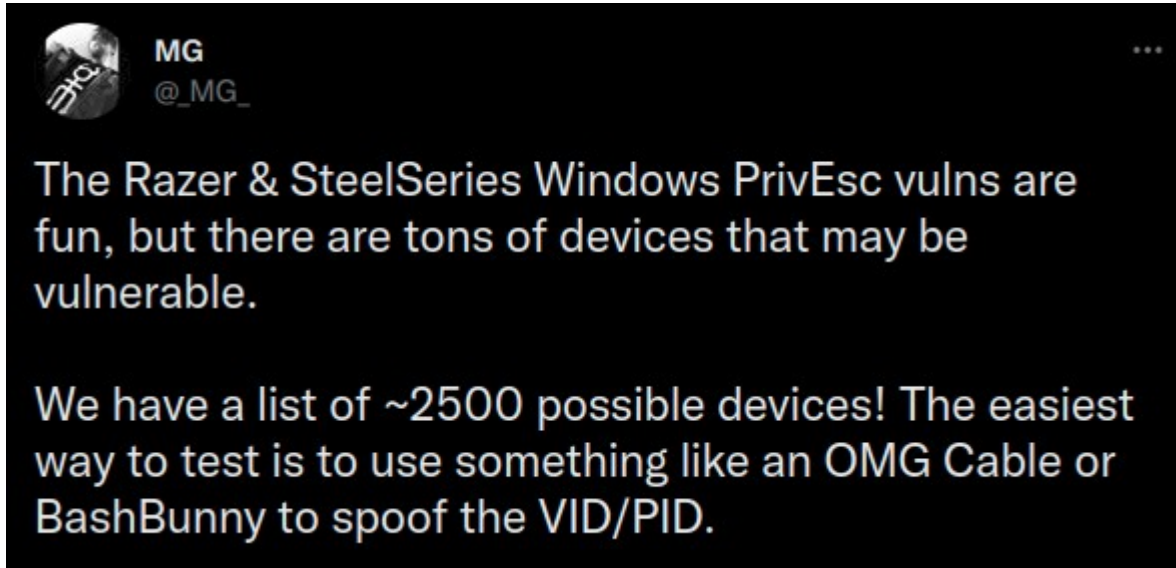 MG
@_MG_
The Razer & SteelSeries Windows PrivEsc vulns are
fun, but there are tons of devices that may be
vulnerable.
We have a list of ~2500 possible devices! The easiest
way to test is to use something like an OMG Cable or
BashBunny to spoof the VID/PID.